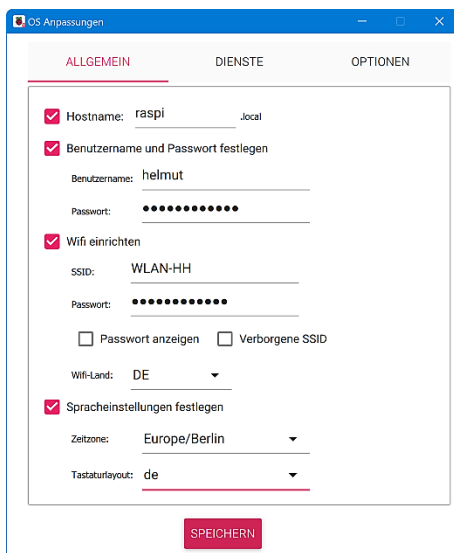 OS Anpassungen
ALLGEMEIN DIENSTE OPTIONEN
Hostname: raspi .local
Benutzername und Passwort festlegen
Benutzername: helmut
Passwort: ••••••••••••
Wifi einrichten
SSID: WLAN-HH
Passwort: ••••••••••••
Passwort anzeigen Verborgene SSID
Wifi-Land: DE
Spracheinstellungen festlegen
Zeitzone: Europe/Berlin
Tastaturlayout: de
SPEICHERN